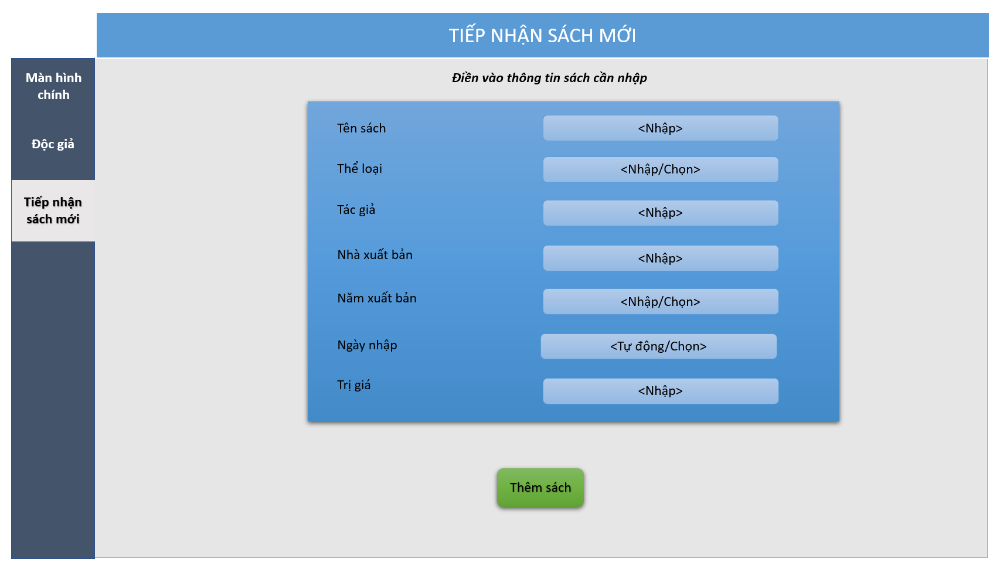 TIẾP NHẬN SÁCH MỚI
Màn hình
chính
Độc giả
Tiếp nhận
sách mới
Điền vào thông tin sách cần nhập
Tên sách <Nhập>
Thể loại <Nhập/Chọn>
Tác giả <Nhập>
Nhà xuất bản <Nhập>
Năm xuất bản <Nhập/Chọn>
Ngày nhập <Tự động/Chọn>
Trị giá <Nhập>
Thêm sách